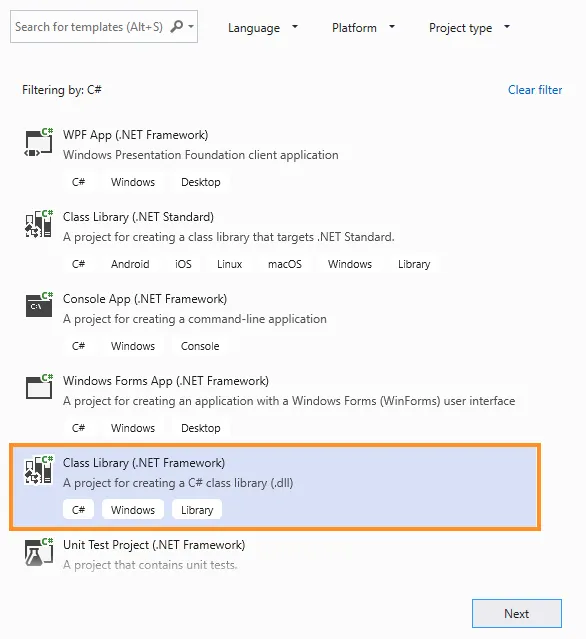 Search for templates (Alt+S) Language Platform Project type
Filtering by: C# Clear filter
C# WPF App (.NET Framework)
Windows Presentation Foundation client application
C# Windows Desktop
C# Class Library (.NET Standard)
A project for creating a class library that targets .NET Standard.
C# Android iOS Linux macOS Windows Library
C# Console App (.NET Framework)
C:\ A project for creating a command-line application
C# Windows Console
C# Windows Forms App (.NET Framework)
A project for creating an application with a Windows Forms (WinForms) user interface
C# Windows Desktop
C# Class Library (.NET Framework)
A project for creating a C# class library (.dll)
C# Windows Library
C# Unit Test Project (.NET Framework)
A project that contains unit tests.
Next